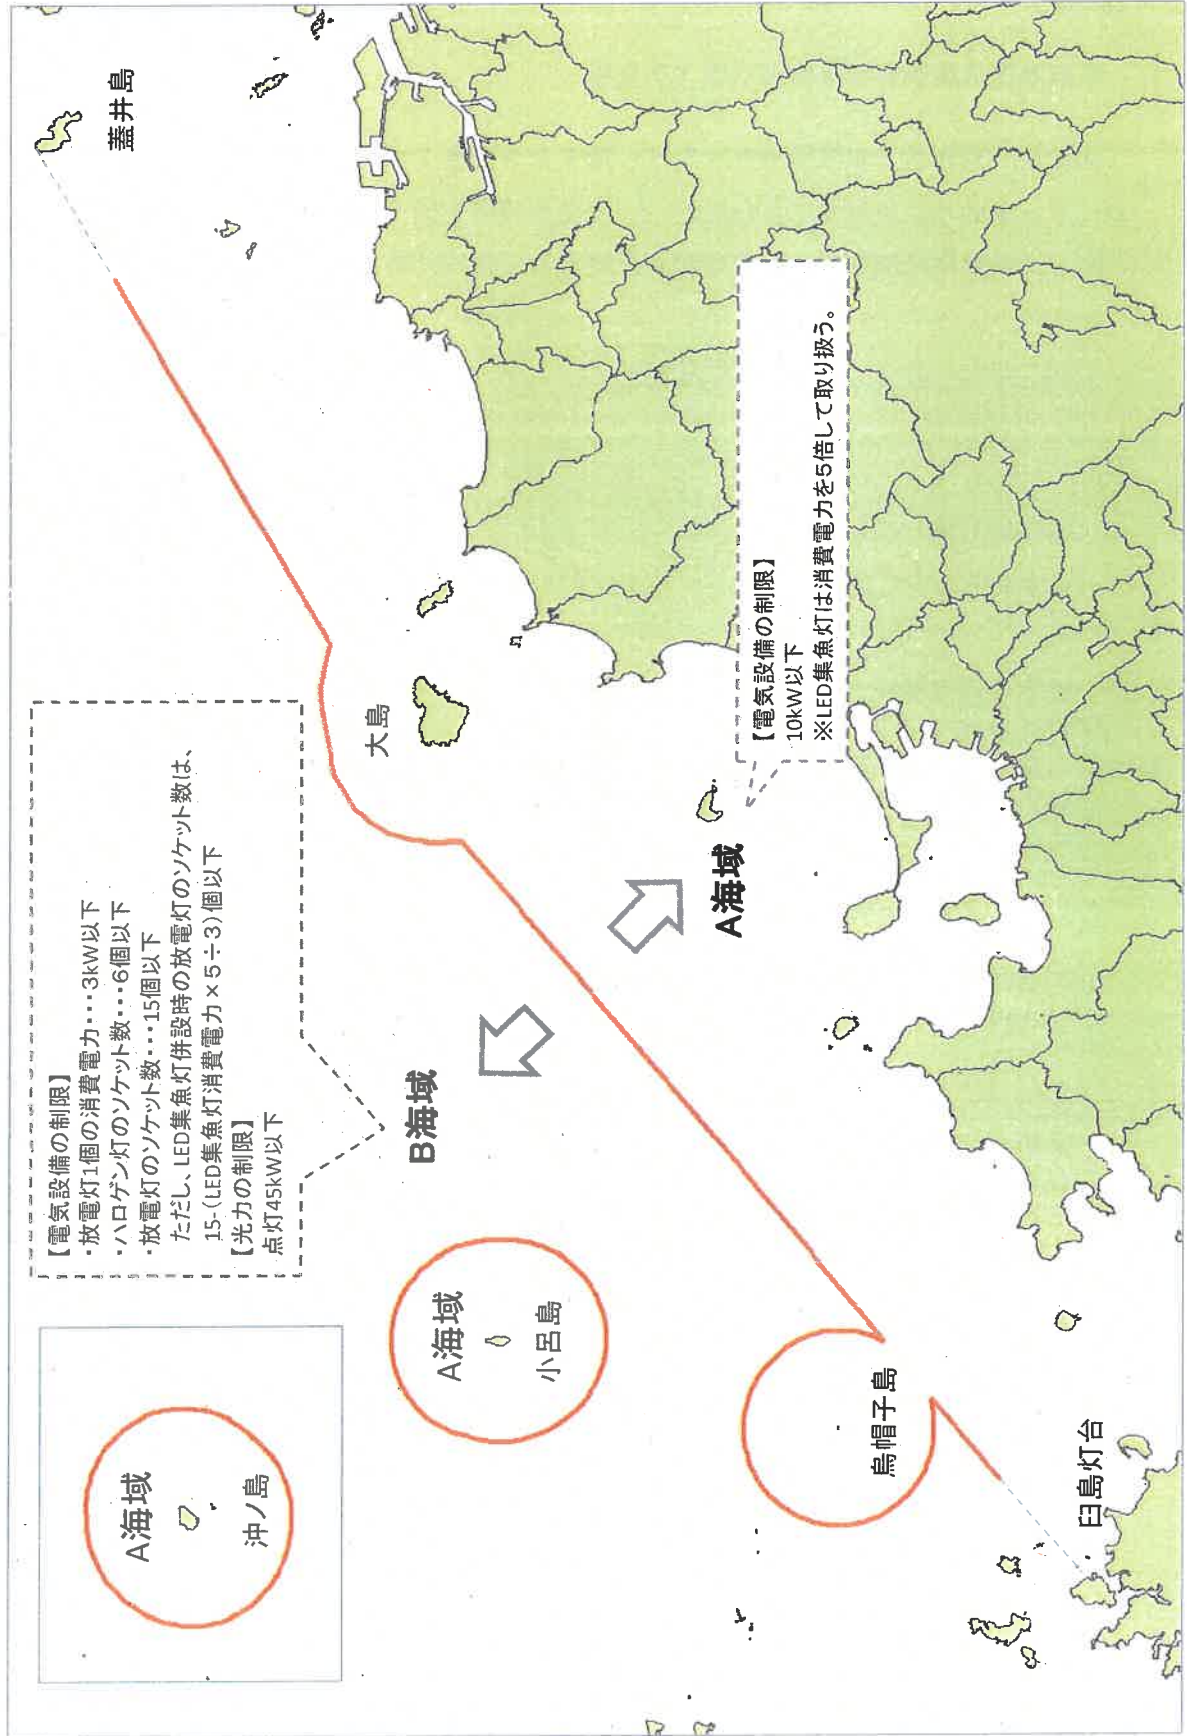 【電気設備の制限】
・放電灯1個の消費電力・・・3kW以下
・ハロゲン灯のソケット数・・・6個以下
・放電灯のソケット数・・・15個以下
ただし、LED集魚灯併設時の放電灯のソケット数は、
15-(LED集魚灯消費電力×5÷3)個以下
【光力の制限】
点灯45kW以下
蓋井島
A海域
沖ノ島
A海域
小呂島
B海域
大島
A海域
【電気設備の制限】
10kW以下
※LED集魚灯は消費電力を5倍して取り扱う。
烏帽子島
臼島灯台